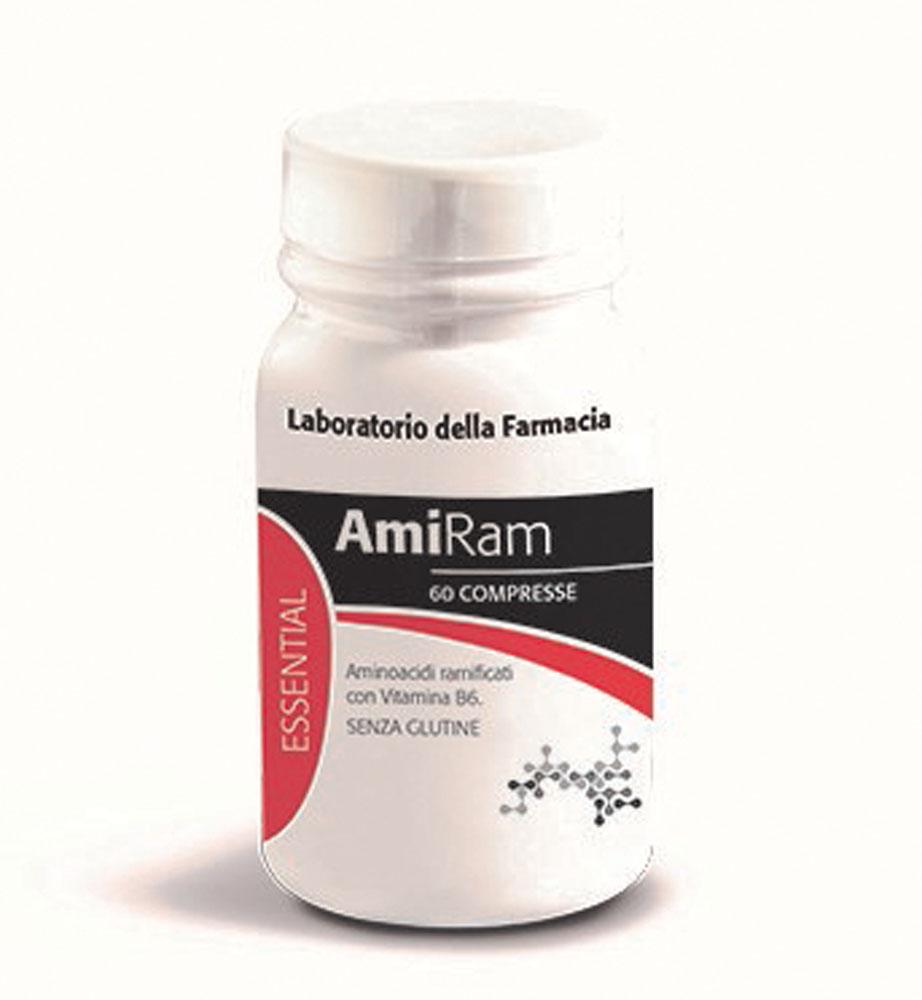 Laboratorio della Farmacia
AmiRam
60 COMPRESSE
ESSENTIAL
Aminoacidi ramificati
con Vitamina B6.
SENZA GLUTINE